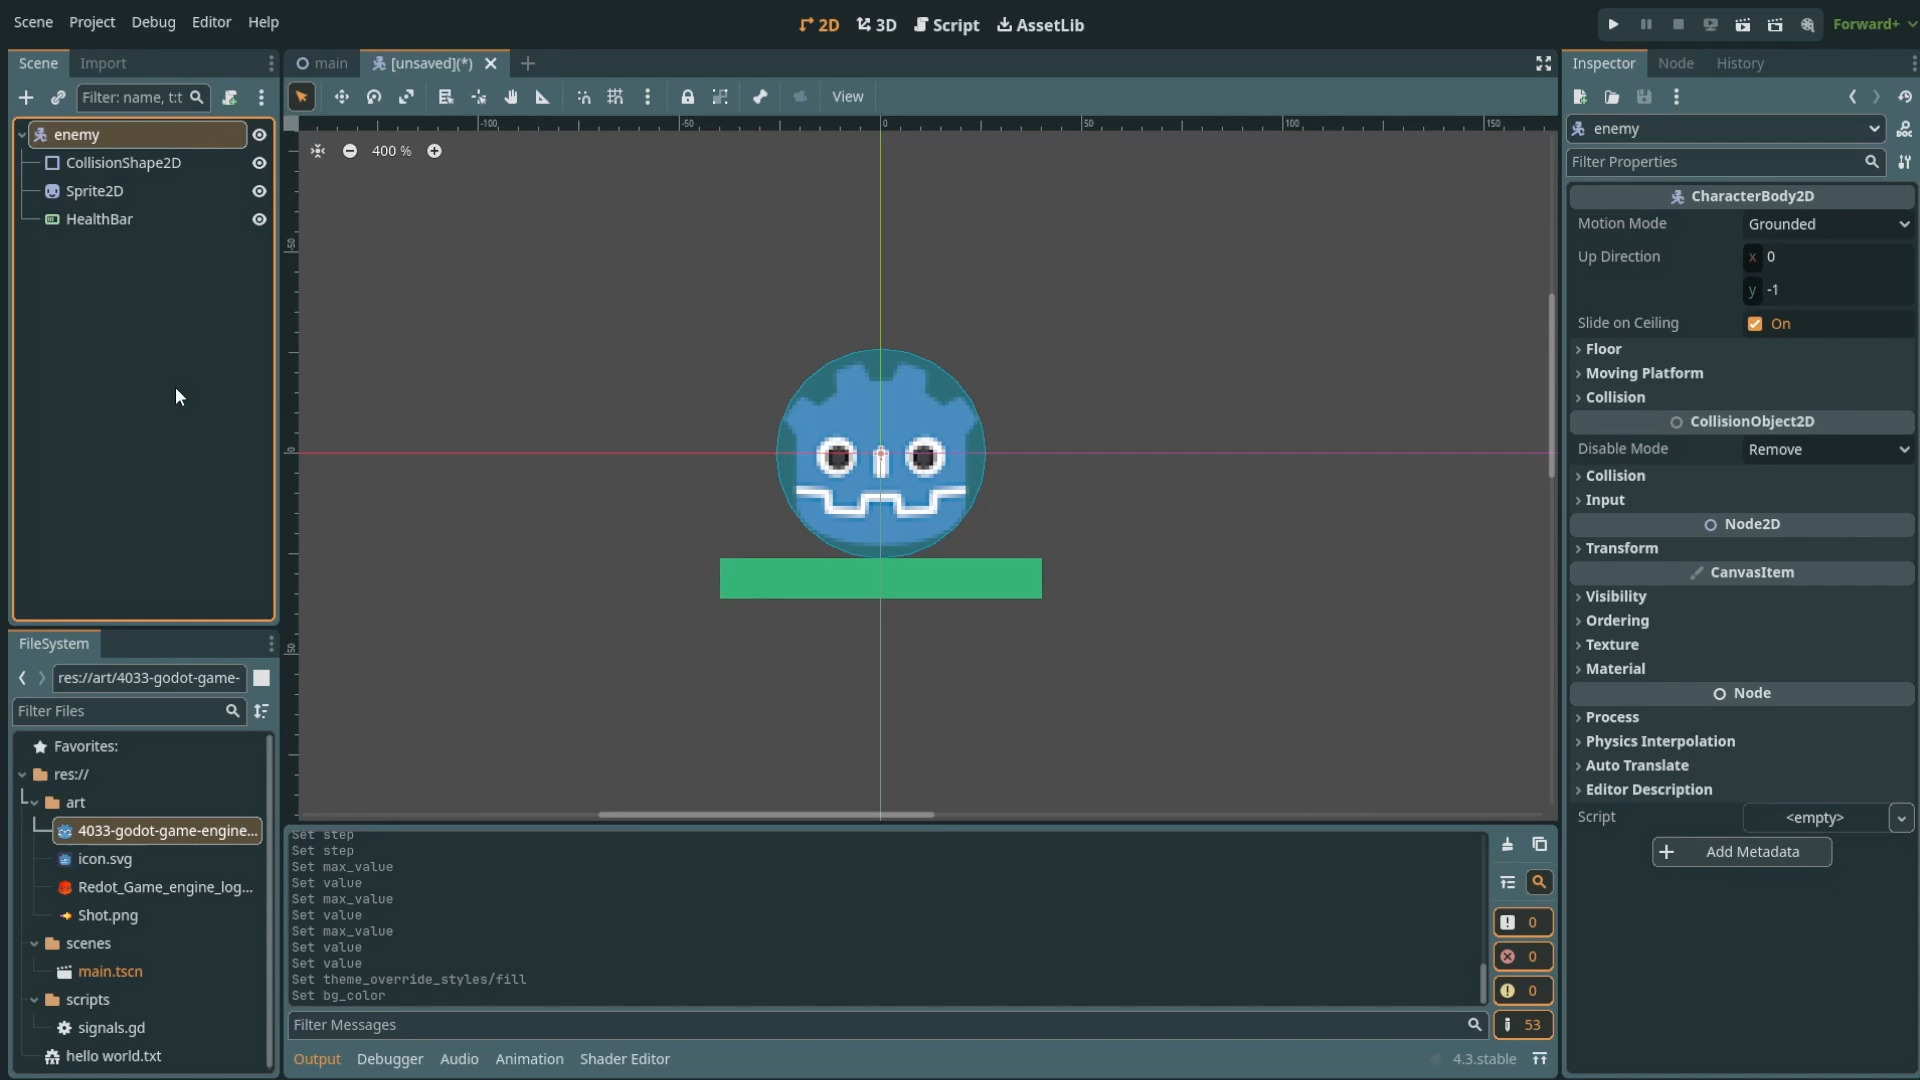 Scene Project Debug Editor Help
2D 3D Script AssetLib
Forward+
Scene Import
main [unsaved](*)
Inspector Node History
Filter: name, t:t
View
-100 -50 0 50 100 150
400 %
enemy
CollisionShape2D
Sprite2D
HealthBar
enemy
Filter Properties
CharacterBody2D
Motion Mode Grounded
Up Direction x 0
y -1
Slide on Ceiling On
Floor
Moving Platform
Collision
CollisionObject2D
Disable Mode Remove
Collision
Input
Node2D
Transform
CanvasItem
Visibility
Ordering
Texture
Material
Node
Process
Physics Interpolation
Auto Translate
Editor Description
Script <empty>
Add Metadata
-50
0
50
FileSystem
res://art/4033-godot-game-
Filter Files
Favorites:
res://
art
4033-godot-game-engine...
icon.svg
Redot_Game_engine_log...
Shot.png
scenes
main.tscn
scripts
signals.gd
hello world.txt
Set step
Set step
Set max_value
Set value
Set max_value
Set value
Set max_value
Set value
Set value
Set theme_override_styles/fill
Set bg_color
0
0
0
53
Filter Messages
Output Debugger Audio Animation Shader Editor
4.3.stable